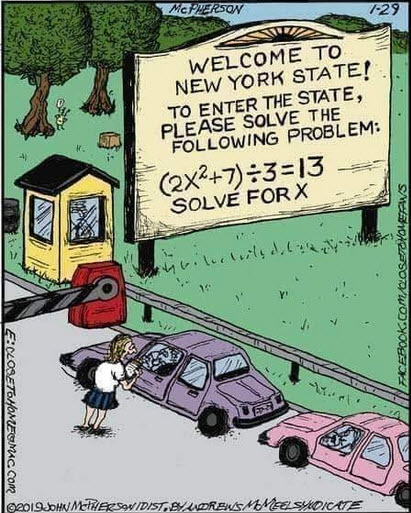 McPHERSON
1-29
WELCOME TO
NEW YORK STATE!
TO ENTER THE STATE,
PLEASE SOLVE THE
FOLLOWING PROBLEM:
(2X²+7)÷3=13
SOLVE FOR X
FACEBOOK.COM/CLOSETOHOMEFANS
E: CLOSETOHOME@MAC.COM
©2019 JOHN McPHERSON/DIST. BY ANDREWS McMEEL SYNDICATE